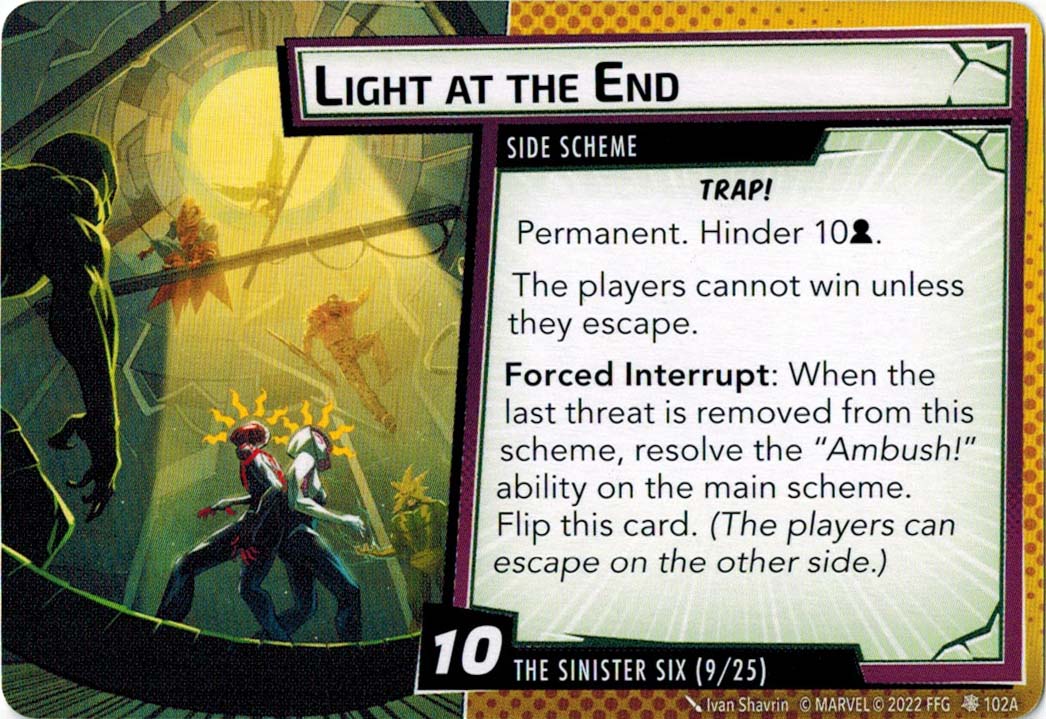 LIGHT AT THE END
SIDE SCHEME
TRAP!
Permanent. Hinder 10.
The players cannot win unless
they escape.
Forced Interrupt: When the
last threat is removed from this
scheme, resolve the “Ambush!”
ability on the main scheme.
Flip this card. (The players can
escape on the other side.)
10
THE SINISTER SIX (9/25)
Ivan Shavrin © MARVEL © 2022 FFG 102A